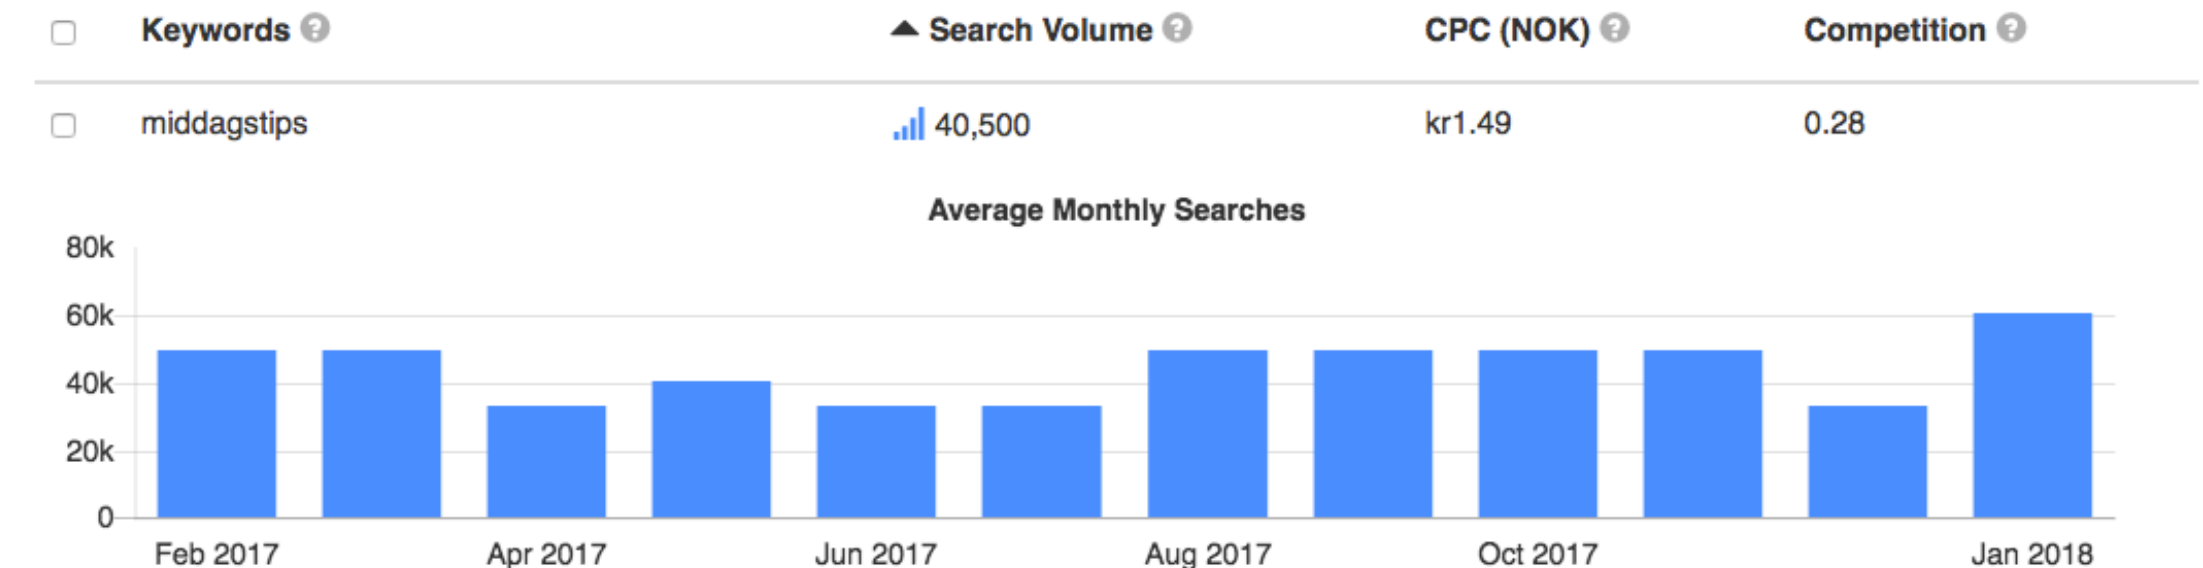 Keywords ? ▲ Search Volume ? CPC (NOK) ? Competition ?
middagstips 40,500 kr1.49 0.28
Average Monthly Searches
80k
60k
40k
20k
0
Feb 2017 Apr 2017 Jun 2017 Aug 2017 Oct 2017 Jan 2018